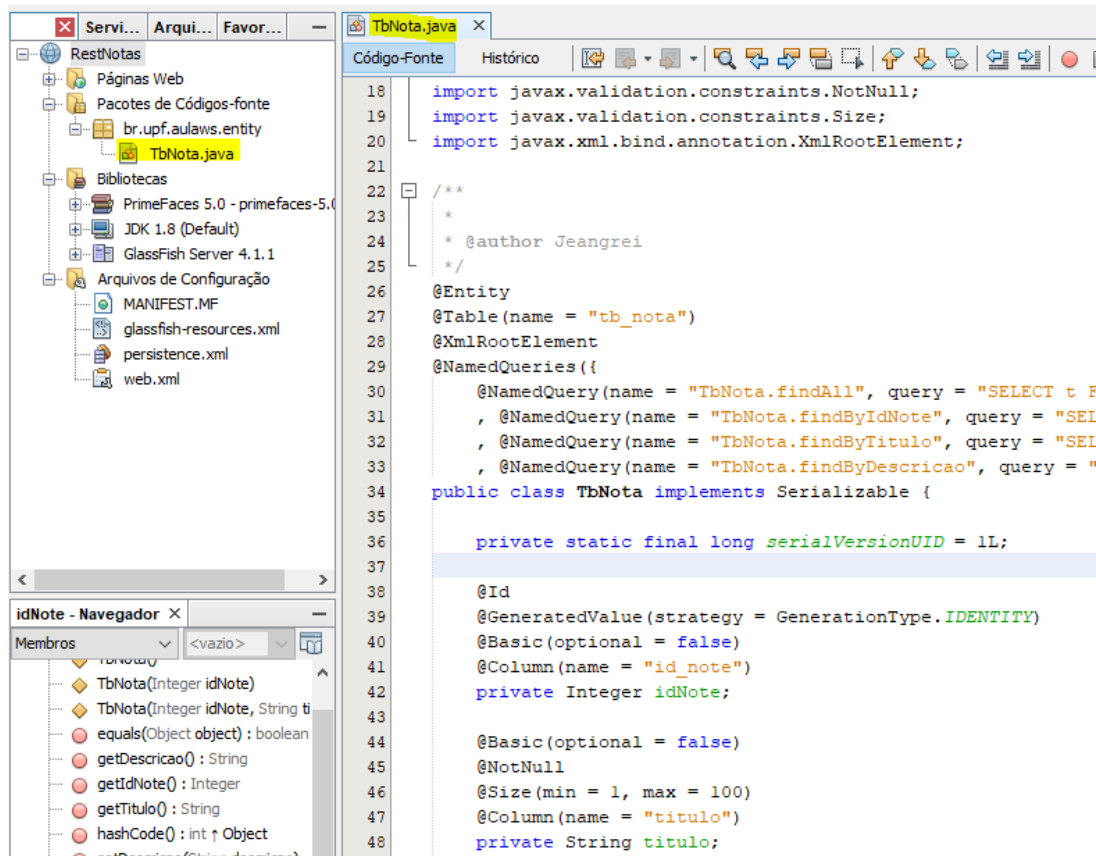 Servi... Arqui... Favor...
RestNotas
Páginas Web
Pacotes de Códigos-fonte
br.upf.aulaws.entity
TbNota.java
Bibliotecas
PrimeFaces 5.0 - primefaces-5.0
JDK 1.8 (Default)
GlassFish Server 4.1.1
Arquivos de Configuração
MANIFEST.MF
glassfish-resources.xml
persistence.xml
web.xml
idNote - Navegador
Membros <vazio>
TbNota()
TbNota(Integer idNote)
TbNota(Integer idNote, String ti
equals(Object object) : boolean
getDescricao() : String
getIdNote() : Integer
getTitulo() : String
hashCode() : int ↑ Object
setDescricao(String descricao)
TbNota.java
Código-Fonte Histórico
18 import javax.validation.constraints.NotNull;
19 import javax.validation.constraints.Size;
20 import javax.xml.bind.annotation.XmlRootElement;
21
22 /**
23 *
24 * @author Jeangrei
25 */
26 @Entity
27 @Table(name = "tb_nota")
28 @XmlRootElement
29 @NamedQueries({
30 @NamedQuery(name = "TbNota.findAll", query = "SELECT t F
31 , @NamedQuery(name = "TbNota.findByIdNote", query = "SEL
32 , @NamedQuery(name = "TbNota.findByTitulo", query = "SEL
33 , @NamedQuery(name = "TbNota.findByDescricao", query = "
34 public class TbNota implements Serializable {
35
36 private static final long serialVersionUID = 1L;
37
38 @Id
39 @GeneratedValue(strategy = GenerationType.IDENTITY)
40 @Basic(optional = false)
41 @Column(name = "id_note")
42 private Integer idNote;
43
44 @Basic(optional = false)
45 @NotNull
46 @Size(min = 1, max = 100)
47 @Column(name = "titulo")
48 private String titulo;